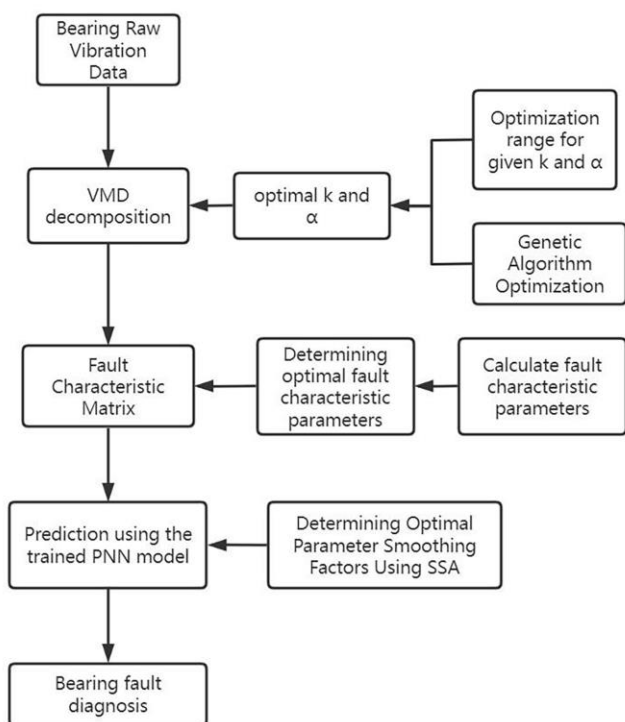 Bearing Raw
Vibration
Data
Optimization
range for
given k and α
VMD
decomposition
optimal k and
α
Genetic
Algorithm
Optimization
Fault
Characteristic
Matrix
Determining
optimal fault
characteristic
parameters
Calculate fault
characteristic
parameters
Prediction using the
trained PNN model
Determining Optimal
Parameter Smoothing
Factors Using SSA
Bearing fault
diagnosis